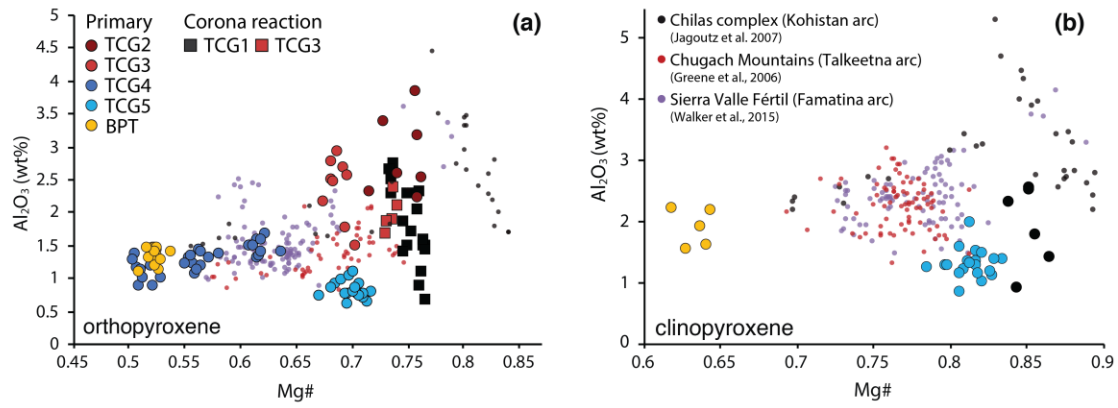 (a)
Primary
TCG2
TCG3
TCG4
TCG5
BPT
Corona reaction
TCG1 TCG3
5
4.5
4
3.5
3
2.5
2
1.5
1
0.5
0
Al₂O₃ (wt%)
orthopyroxene
0.45 0.5 0.55 0.6 0.65 0.7 0.75 0.8 0.85
Mg#
(b)
Chilas complex (Kohistan arc)
(Jagoutz et al. 2007)
Chugach Mountains (Talkeetna arc)
(Greene et al., 2006)
Sierra Valle Fértil (Famatina arc)
(Walker et al., 2015)
5
4
3
2
1
0
Al₂O₃ (wt%)
clinopyroxene
0.6 0.7 0.8 0.85 0.9
Mg#